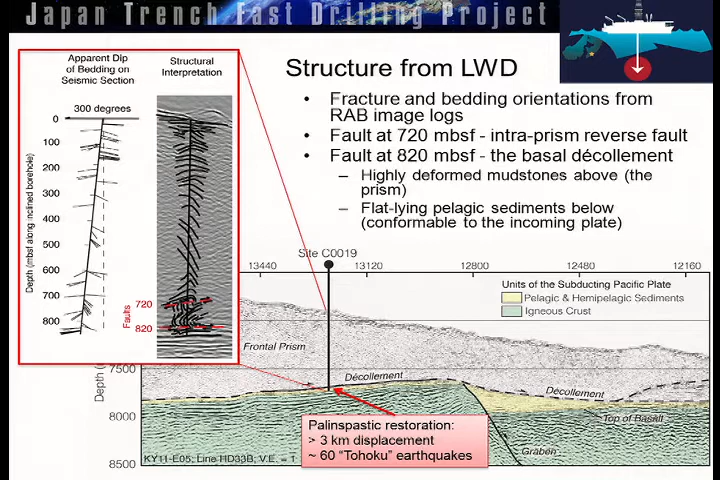 Japan Trench Fast Drilling Project
Structure from LWD
• Fracture and bedding orientations from
RAB image logs
• Fault at 720 mbsf - intra-prism reverse fault
• Fault at 820 mbsf - the basal décollement
– Highly deformed mudstones above (the
prism)
– Flat-lying pelagic sediments below
(conformable to the incoming plate)
Apparent Dip
of Bedding on
Seismic Section
Structural
Interpretation
300 degrees
Depth (mbsf along inclined borehole)
0
100
200
300
400
500
600
700
800
Faults
720
820
Site C0019
13440
13120
12800
12480
12160
Units of the Subducting Pacific Plate
Pelagic & Hemipelagic Sediments
Igneous Crust
Frontal Prism
Depth
7500
8000
8500
Décollement
Décollement
Top of Basalt
Graben
Palinspastic restoration:
> 3 km displacement
~ 60 "Tohoku" earthquakes
KY11-E05; Line HD33B; V.E. = 1